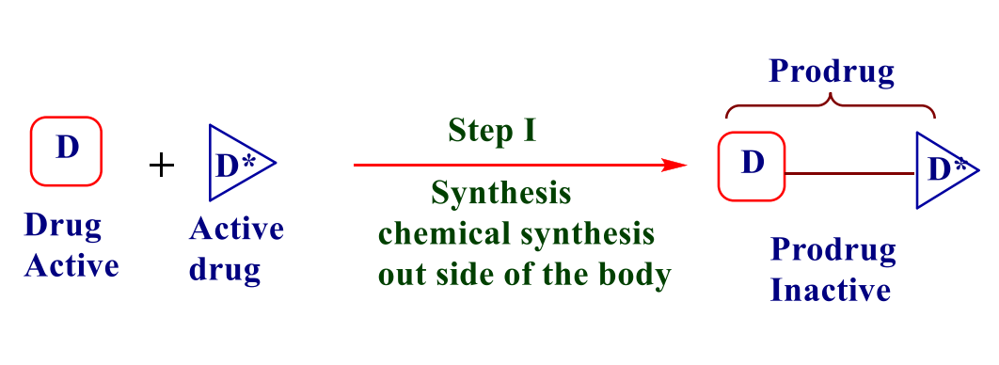 D
+
D*
Drug
Active
Active
drug
Step I
Synthesis
chemical synthesis
out side of the body
Prodrug
D
D*
Prodrug
Inactive